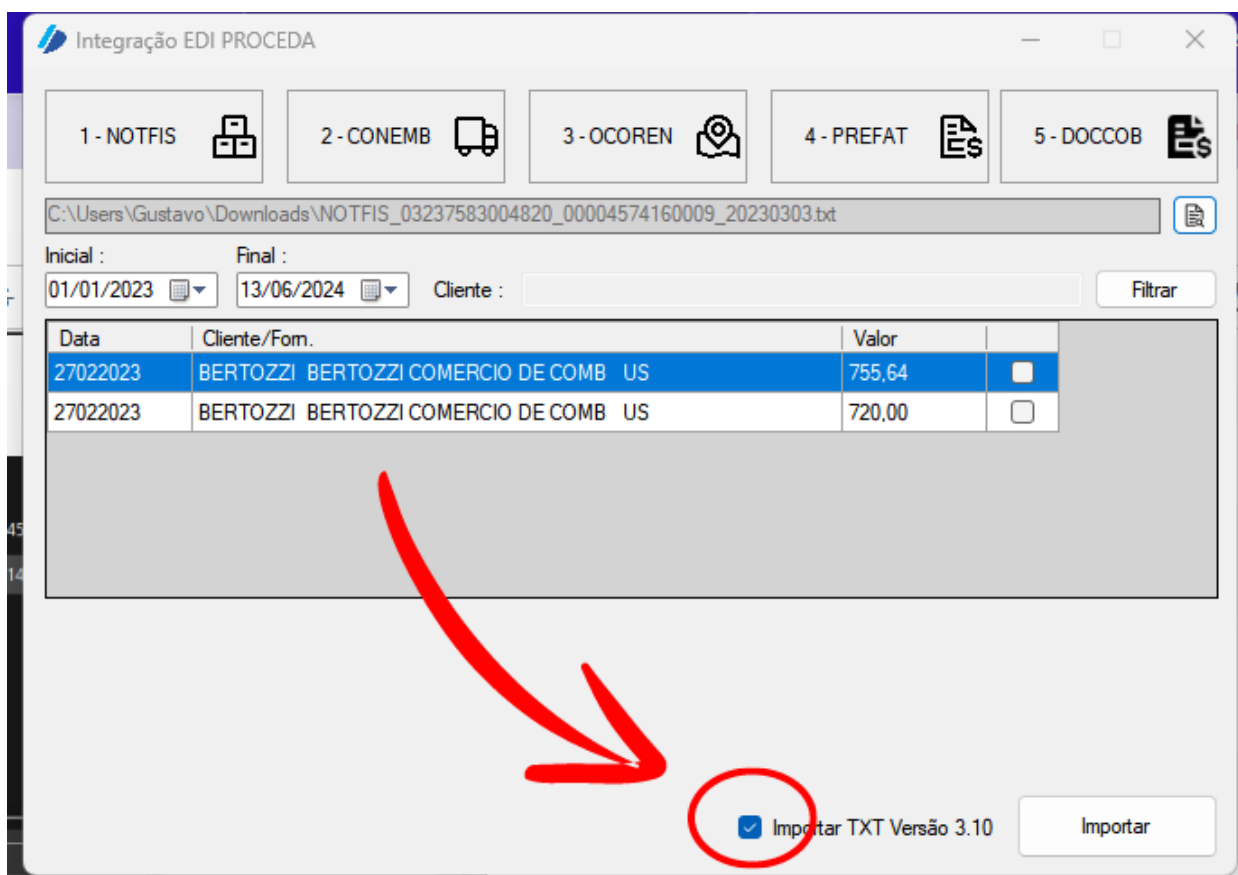 Integração EDI PROCEDA
1 - NOTFIS 2 - CONEMB 3 - OCOREN 4 - PREFAT 5 - DOCCOB
C:\Users\Gustavo\Downloads\NOTFIS_03237583004820_00004574160009_20230303.txt
Inicial : Final :
01/01/2023 13/06/2024 Cliente : Filtrar
Data Cliente/Forn. Valor
27022023 BERTOZZI BERTOZZI COMERCIO DE COMB US 755,64
27022023 BERTOZZI BERTOZZI COMERCIO DE COMB US 720,00
45
14
Importar TXT Versão 3.10 Importar